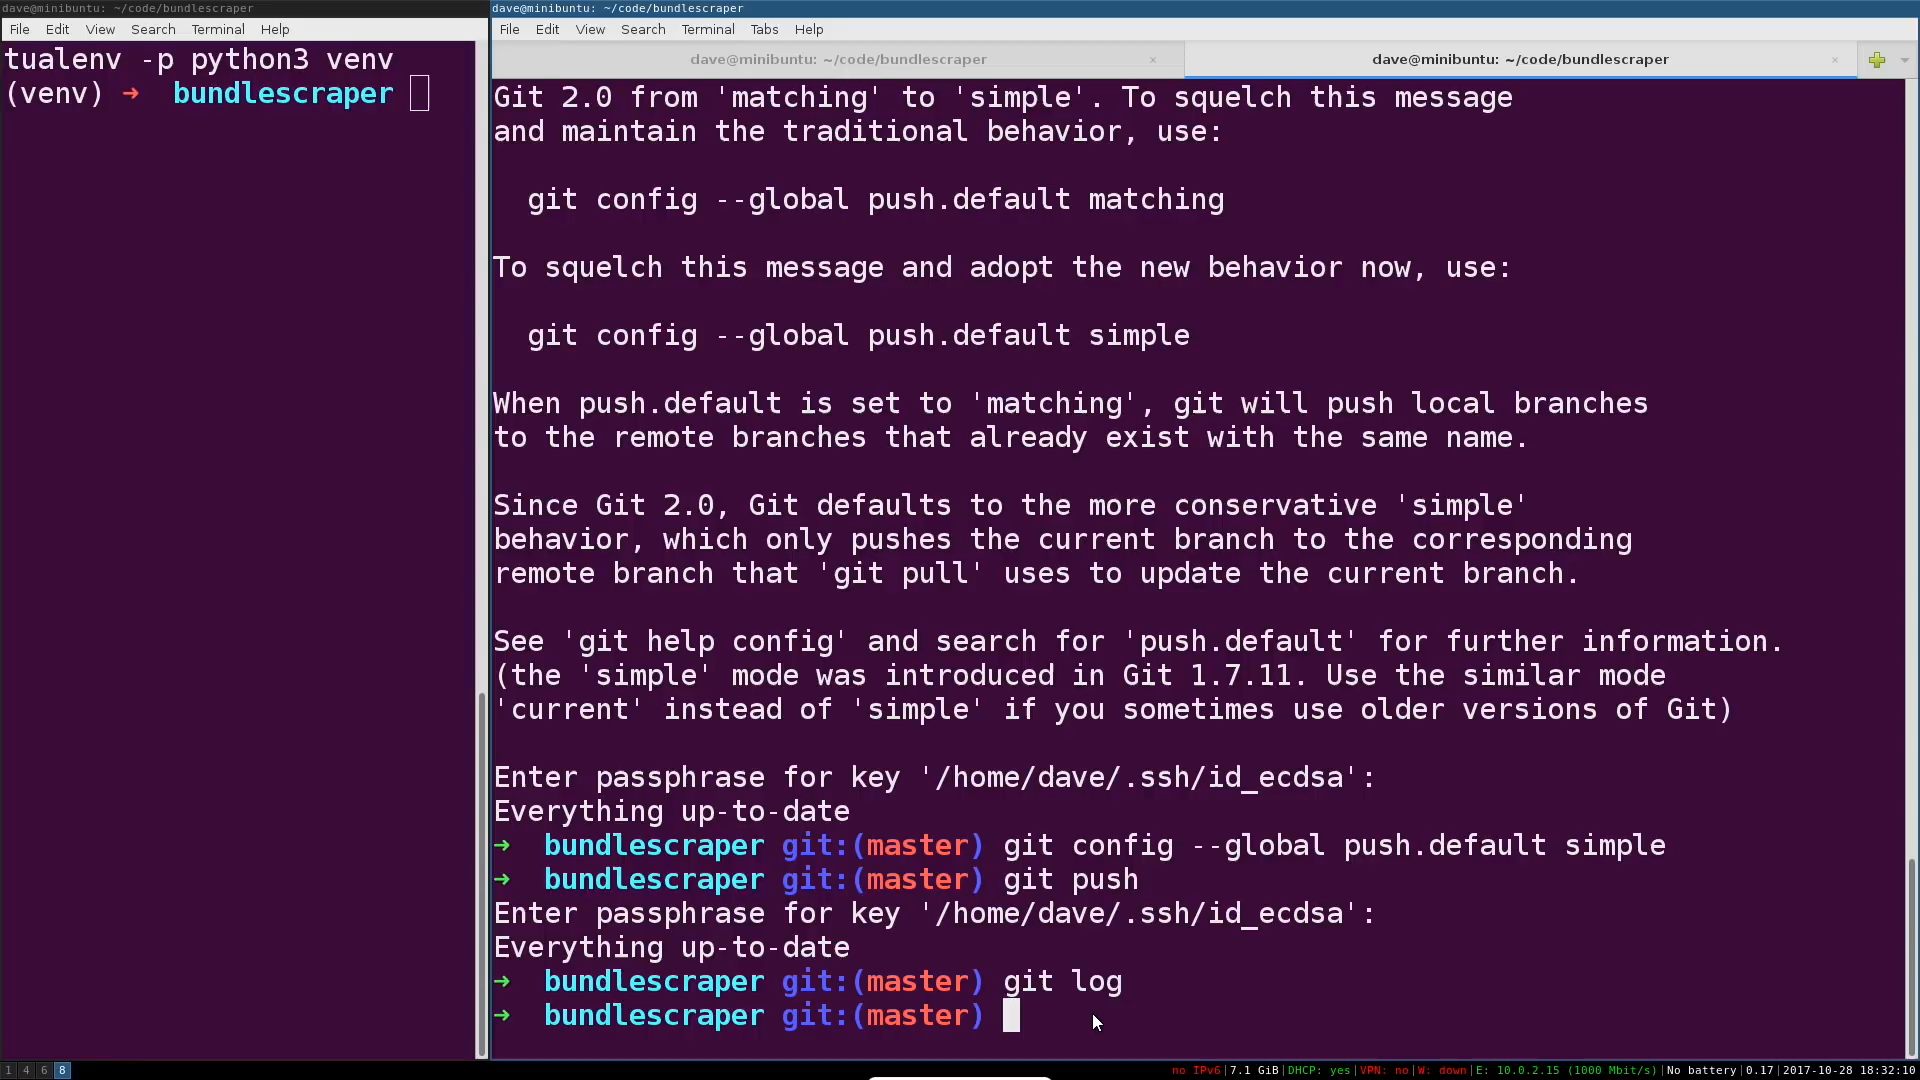 dave@minibuntu: ~/code/bundlescraper
File Edit View Search Terminal Help
tualenv -p python3 venv
(venv) ➜  bundlescraper
dave@minibuntu: ~/code/bundlescraper
File Edit View Search Terminal Tabs Help
dave@minibuntu: ~/code/bundlescraper × dave@minibuntu: ~/code/bundlescraper ×
Git 2.0 from 'matching' to 'simple'. To squelch this message
and maintain the traditional behavior, use:
  git config --global push.default matching
To squelch this message and adopt the new behavior now, use:
  git config --global push.default simple
When push.default is set to 'matching', git will push local branches
to the remote branches that already exist with the same name.
Since Git 2.0, Git defaults to the more conservative 'simple'
behavior, which only pushes the current branch to the corresponding
remote branch that 'git pull' uses to update the current branch.
See 'git help config' and search for 'push.default' for further information.
(the 'simple' mode was introduced in Git 1.7.11. Use the similar mode
'current' instead of 'simple' if you sometimes use older versions of Git)
Enter passphrase for key '/home/dave/.ssh/id_ecdsa':
Everything up-to-date
➜  bundlescraper git:(master) git config --global push.default simple
➜  bundlescraper git:(master) git push
Enter passphrase for key '/home/dave/.ssh/id_ecdsa':
Everything up-to-date
➜  bundlescraper git:(master) git log
➜  bundlescraper git:(master)
1 4 6 8 no IPv6|7.1 GiB|DHCP: yes|VPN: no|W: down|E: 10.0.2.15 (1000 Mbit/s)|No battery|0.17|2017-10-28 18:32:10